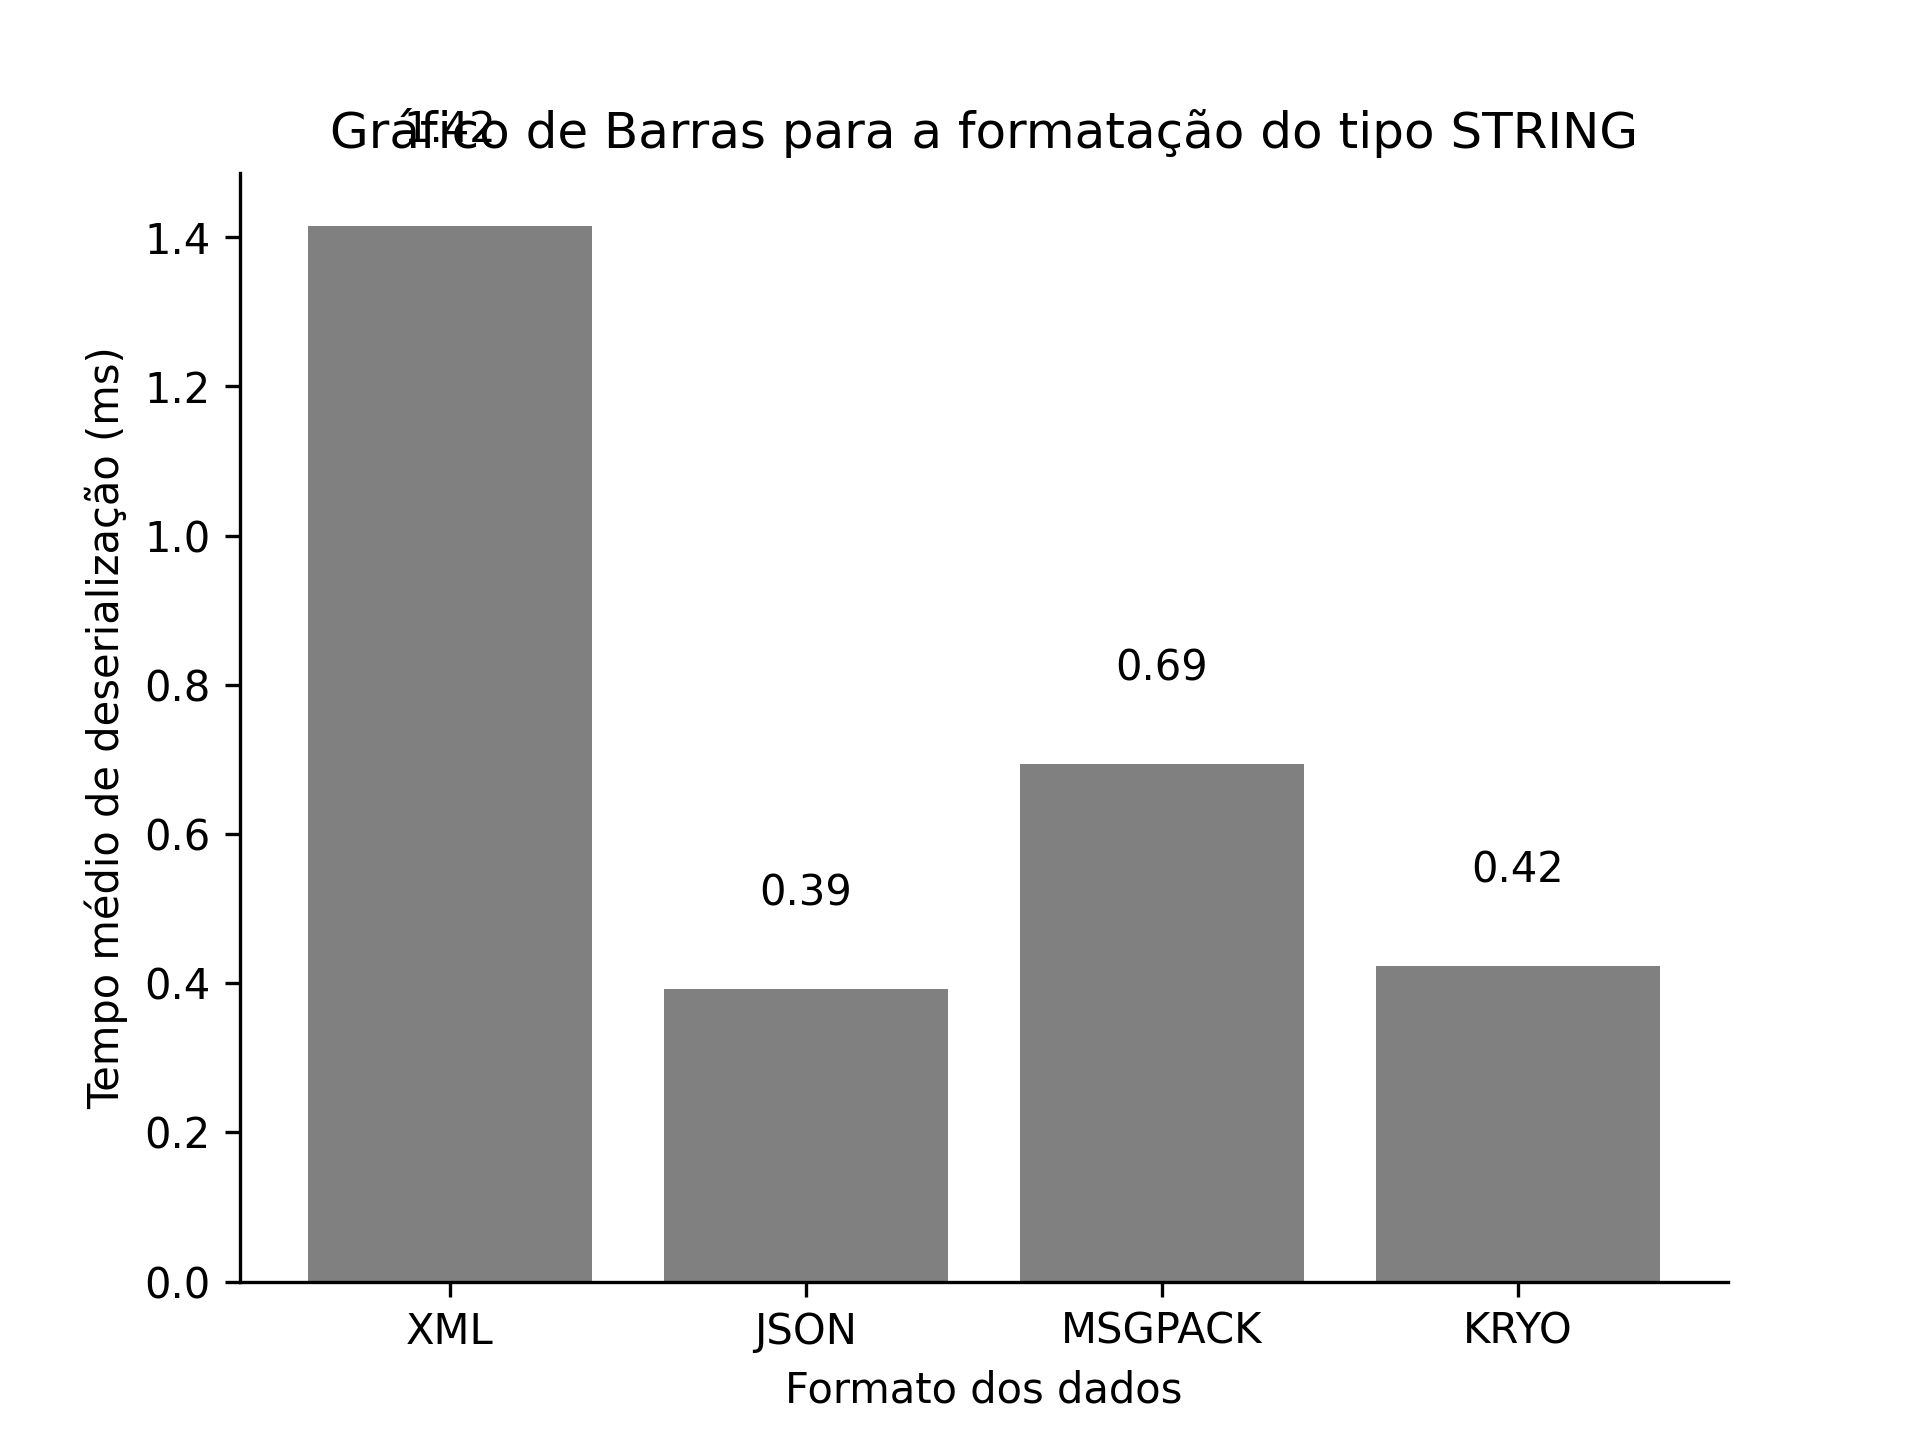 Gráfico de Barras para a formatação do tipo STRING
1.42
Tempo médio de deserialização (ms)
1.4
1.2
1.0
0.8
0.6
0.4
0.2
0.0
0.39
0.69
0.42
XML
JSON
MSGPACK
KRYO
Formato dos dados